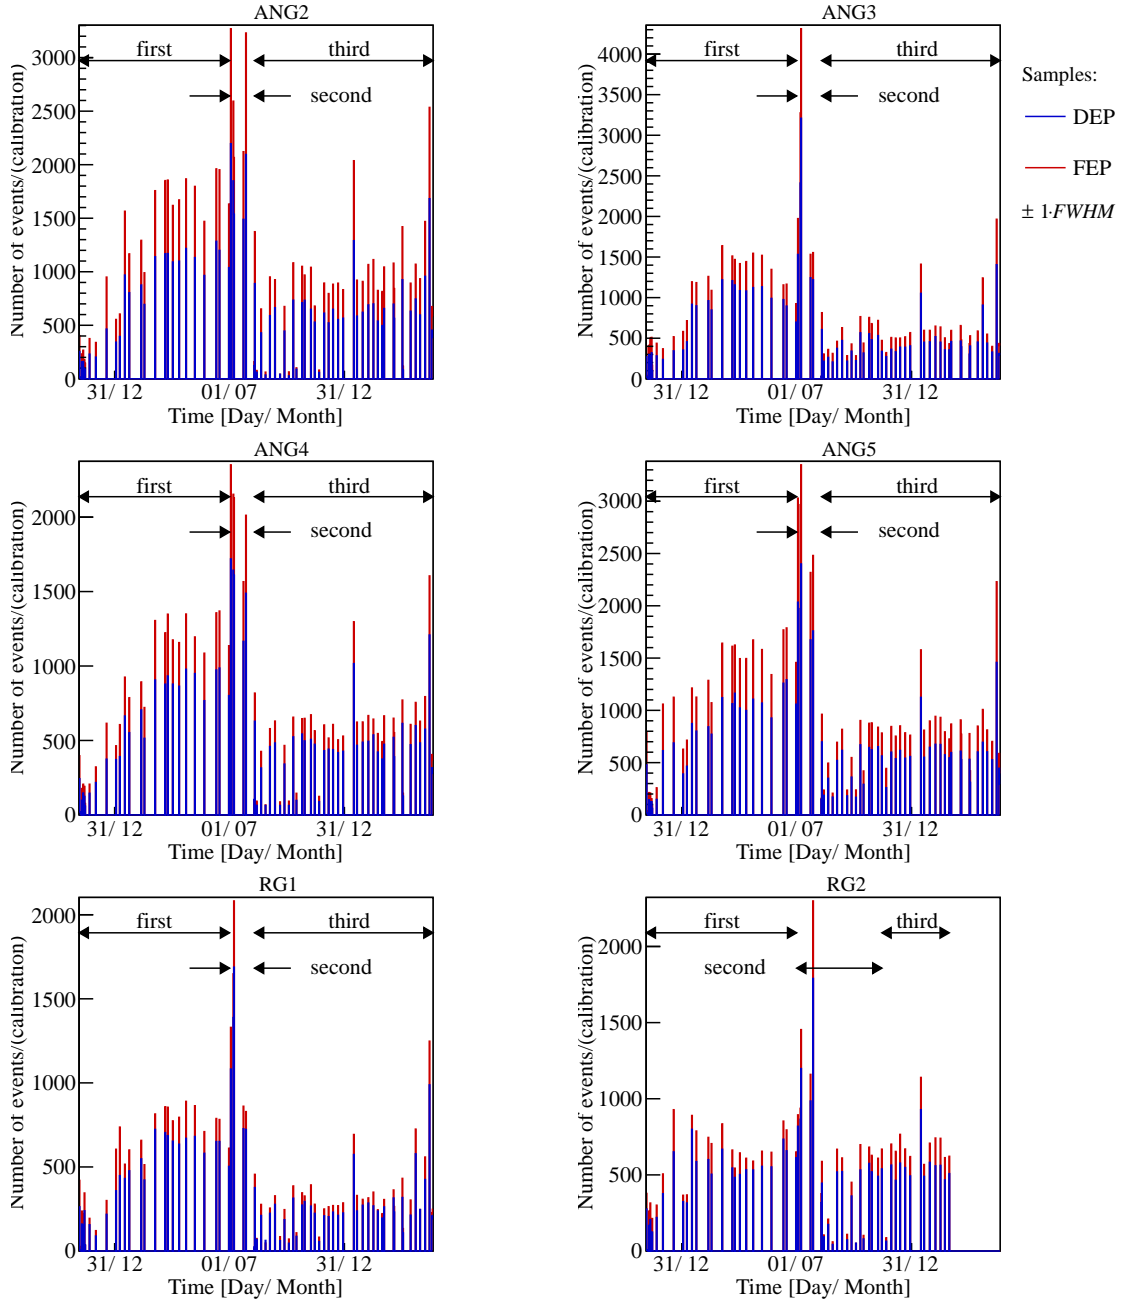 ANG2
Number of events/(calibration)
3000
2500
2000
1500
1000
500
0
first
third
second
31/ 12
01/ 07
31/ 12
Time [Day/ Month]
ANG3
Number of events/(calibration)
4000
3500
3000
2500
2000
1500
1000
500
0
first
third
second
31/ 12
01/ 07
31/ 12
Time [Day/ Month]
Samples:
DEP
FEP
± 1·FWHM
ANG4
Number of events/(calibration)
2000
1500
1000
500
0
first
third
second
31/ 12
01/ 07
31/ 12
Time [Day/ Month]
ANG5
Number of events/(calibration)
3000
2500
2000
1500
1000
500
0
first
third
second
31/ 12
01/ 07
31/ 12
Time [Day/ Month]
RG1
Number of events/(calibration)
2000
1500
1000
500
0
first
third
second
31/ 12
01/ 07
31/ 12
Time [Day/ Month]
RG2
Number of events/(calibration)
2000
1500
1000
500
0
first
third
second
31/ 12
01/ 07
31/ 12
Time [Day/ Month]